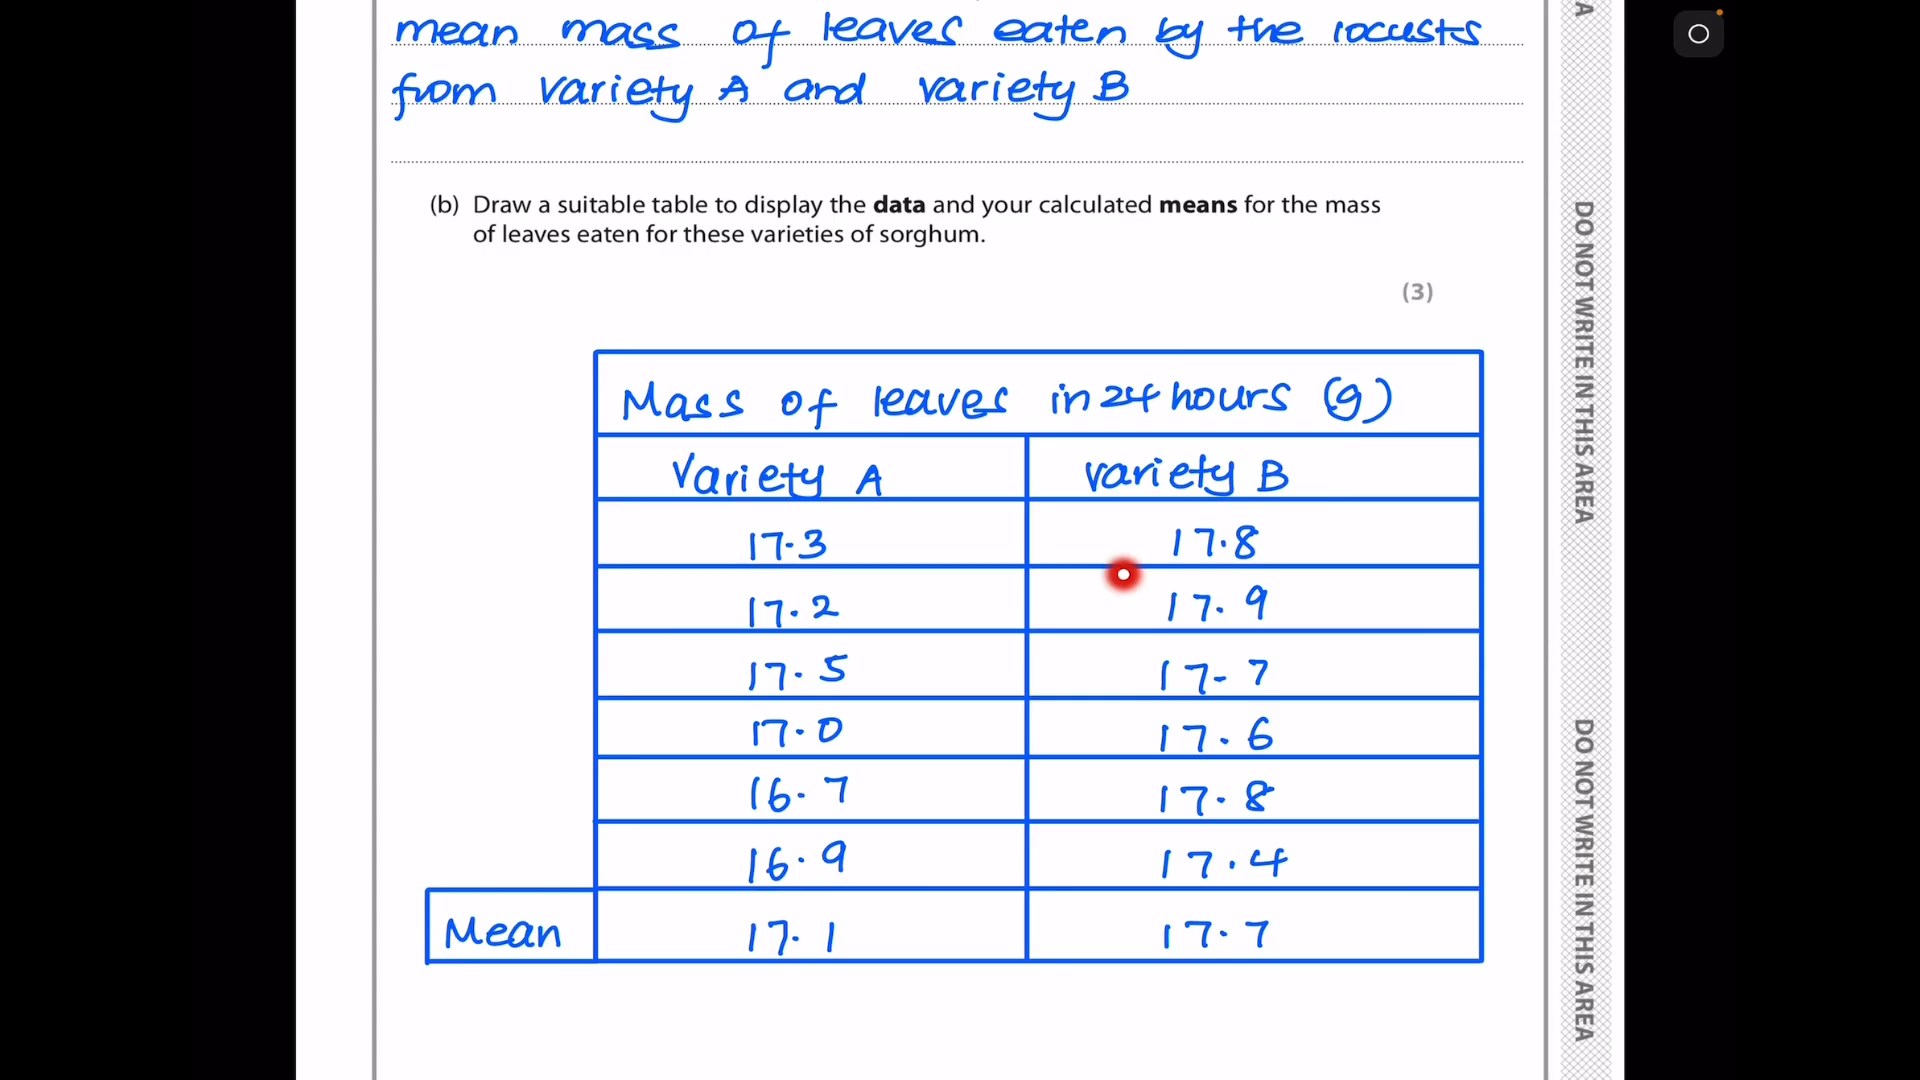 mean mass of leaves eaten by the locusts
from variety A and variety B
(b) Draw a suitable table to display the data and your calculated means for the mass
of leaves eaten for these varieties of sorghum.
(3)
Mass of leaves in 24 hours (g)
Variety A variety B
17.3 17.8
17.2 17.9
17.5 17.7
17.0 17.6
16.7 17.8
16.9 17.4
Mean 17.1 17.7
A
DO NOT WRITE IN THIS AREA
DO NOT WRITE IN THIS AREA